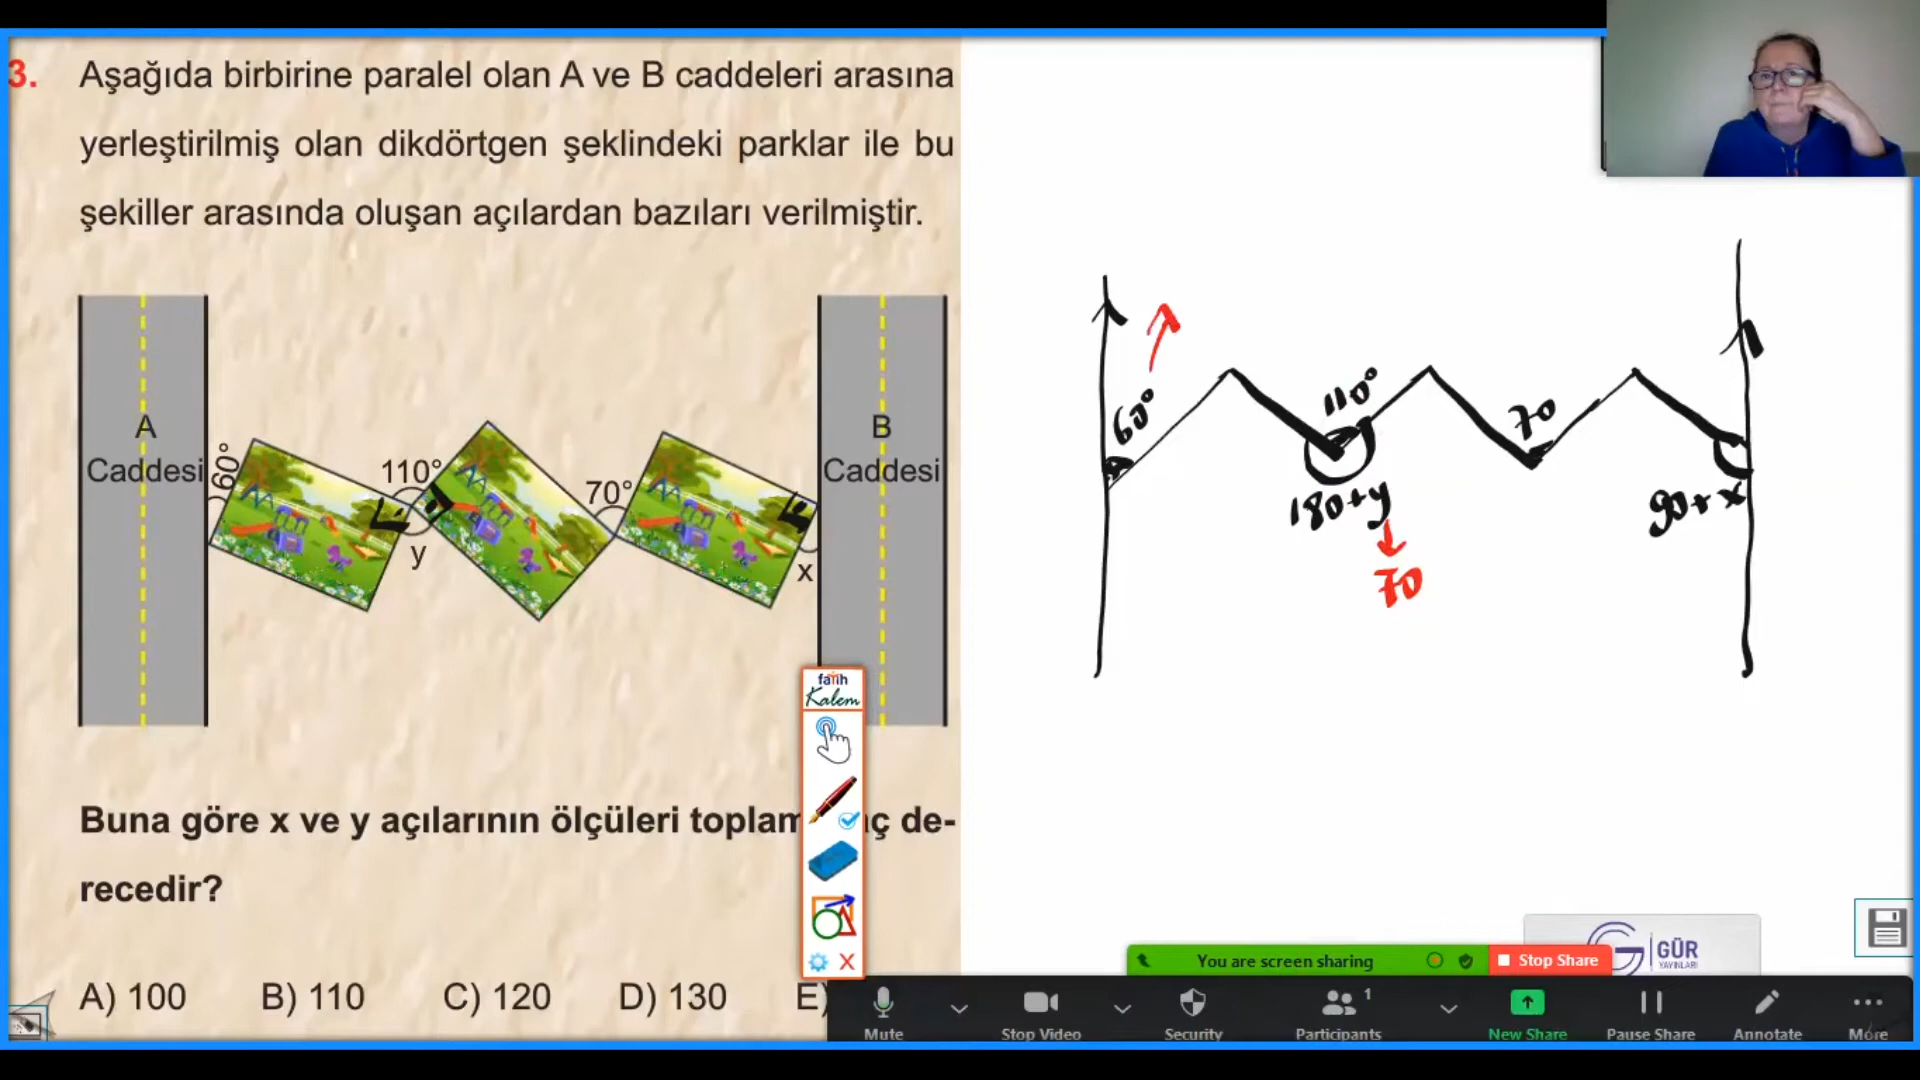 3. Aşağıda birbirine paralel olan A ve B caddeleri arasına
yerleştirilmiş olan dikdörtgen şeklindeki parklar ile bu
şekiller arasında oluşan açılardan bazıları verilmiştir.
A
Caddesi
60°
110°
y
70°
x
B
Caddesi
60°
110°
180+y
70
70
90+x
Buna göre x ve y açılarının ölçüleri toplam ç de-
recedir?
A) 100 B) 110 C) 120 D) 130 E)
fatih
Kalem
GÜR
YAYINLARI
You are screen sharing
Stop Share
Mute
Stop Video
Security
1
Participants
New Share
Pause Share
Annotate
More